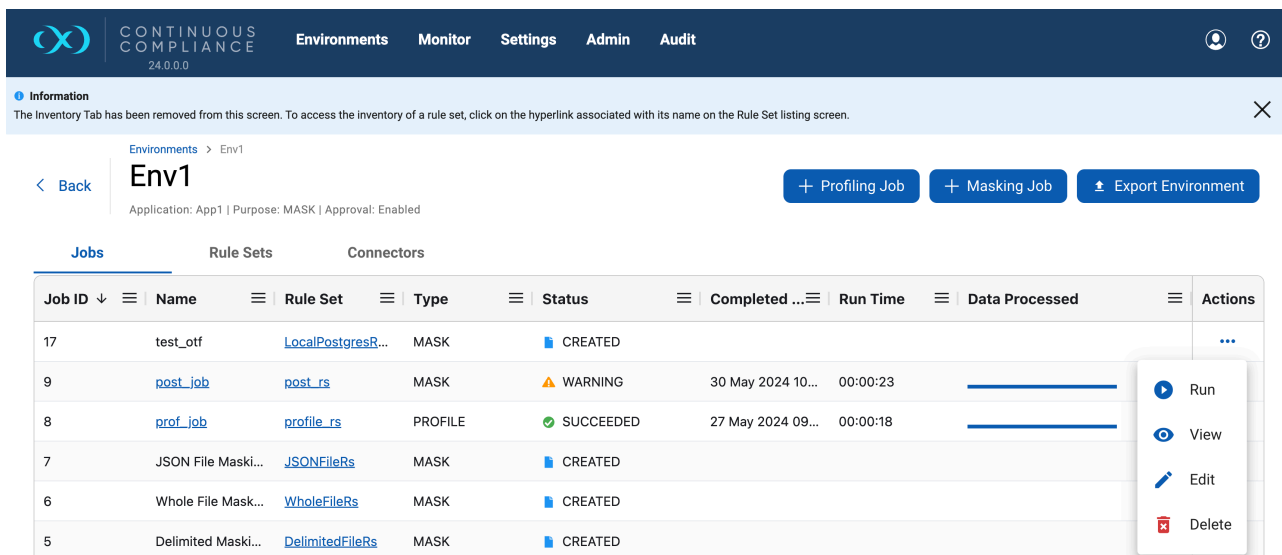 CONTINUOUS
COMPLIANCE
24.0.0.0
Environments Monitor Settings Admin Audit
Information
The Inventory Tab has been removed from this screen. To access the inventory of a rule set, click on the hyperlink associated with its name on the Rule Set listing screen.
Environments > Env1
Back
Env1
Application: App1 | Purpose: MASK | Approval: Enabled
+ Profiling Job + Masking Job Export Environment
Jobs Rule Sets Connectors
Job ID Name Rule Set Type Status Completed ... Run Time Data Processed Actions
17 test_otf LocalPostgresR... MASK CREATED ...
9 post_job post_rs MASK WARNING 30 May 2024 10... 00:00:23
8 prof_job profile_rs PROFILE SUCCEEDED 27 May 2024 09... 00:00:18
7 JSON File Maski... JSONFileRs MASK CREATED
6 Whole File Mask... WholeFileRs MASK CREATED
5 Delimited Maski... DelimitedFileRs MASK CREATED
Run
View
Edit
Delete